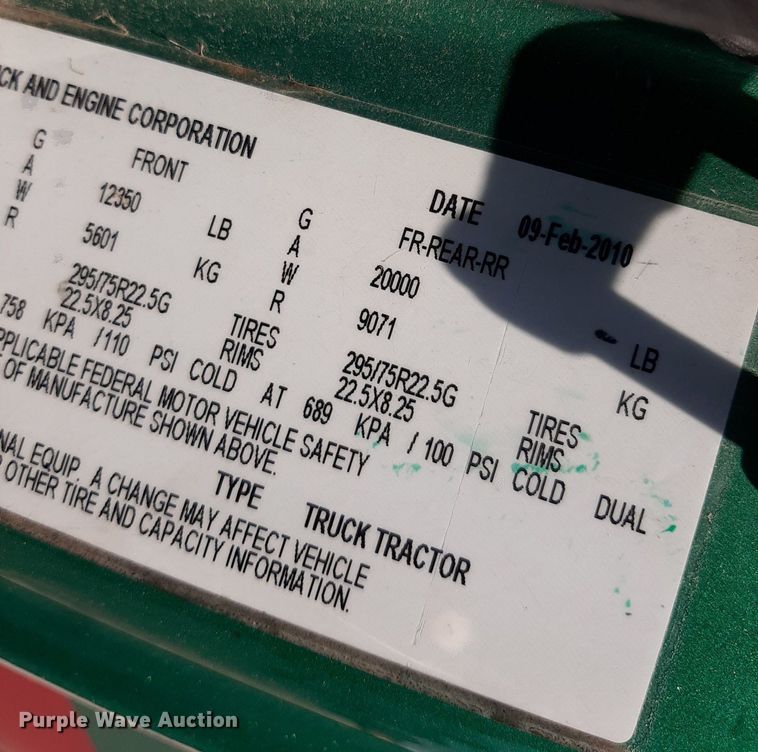 CK AND ENGINE CORPORATION
DATE 09-Feb-2010
G A W R FRONT G A W R FR-REAR-RR
12350 LB 20000 LB
5601 KG 9071 KG
295/75R22.5G TIRES 295/75R22.5G TIRES
22.5X8.25 RIMS 22.5X8.25 RIMS
758 KPA /110 PSI COLD AT 689 KPA / 100 PSI COLD DUAL
PPLICABLE FEDERAL MOTOR VEHICLE SAFETY
OF MANUFACTURE SHOWN ABOVE.
TYPE TRUCK TRACTOR
NAL EQUIP. A CHANGE MAY AFFECT VEHICLE
OTHER TIRE AND CAPACITY INFORMATION.
Purple Wave Auction